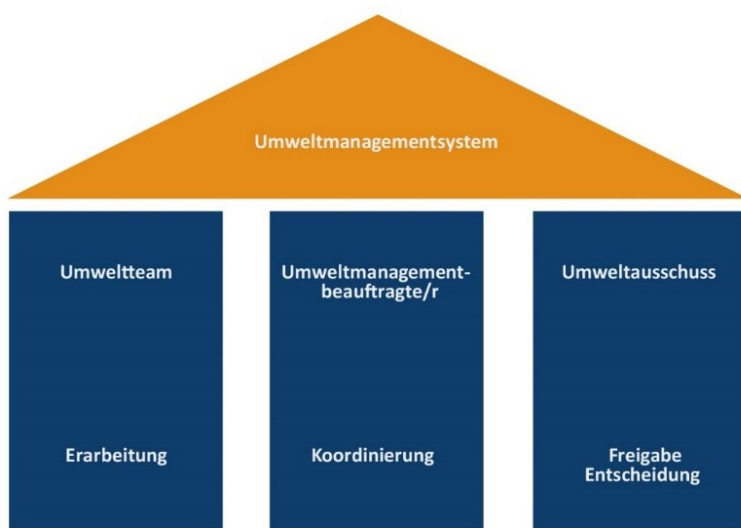 Umweltmanagementsystem
Umweltteam
Erarbeitung
Umweltmanagement-
beauftragte/r
Koordinierung
Umweltausschuss
Freigabe
Entscheidung